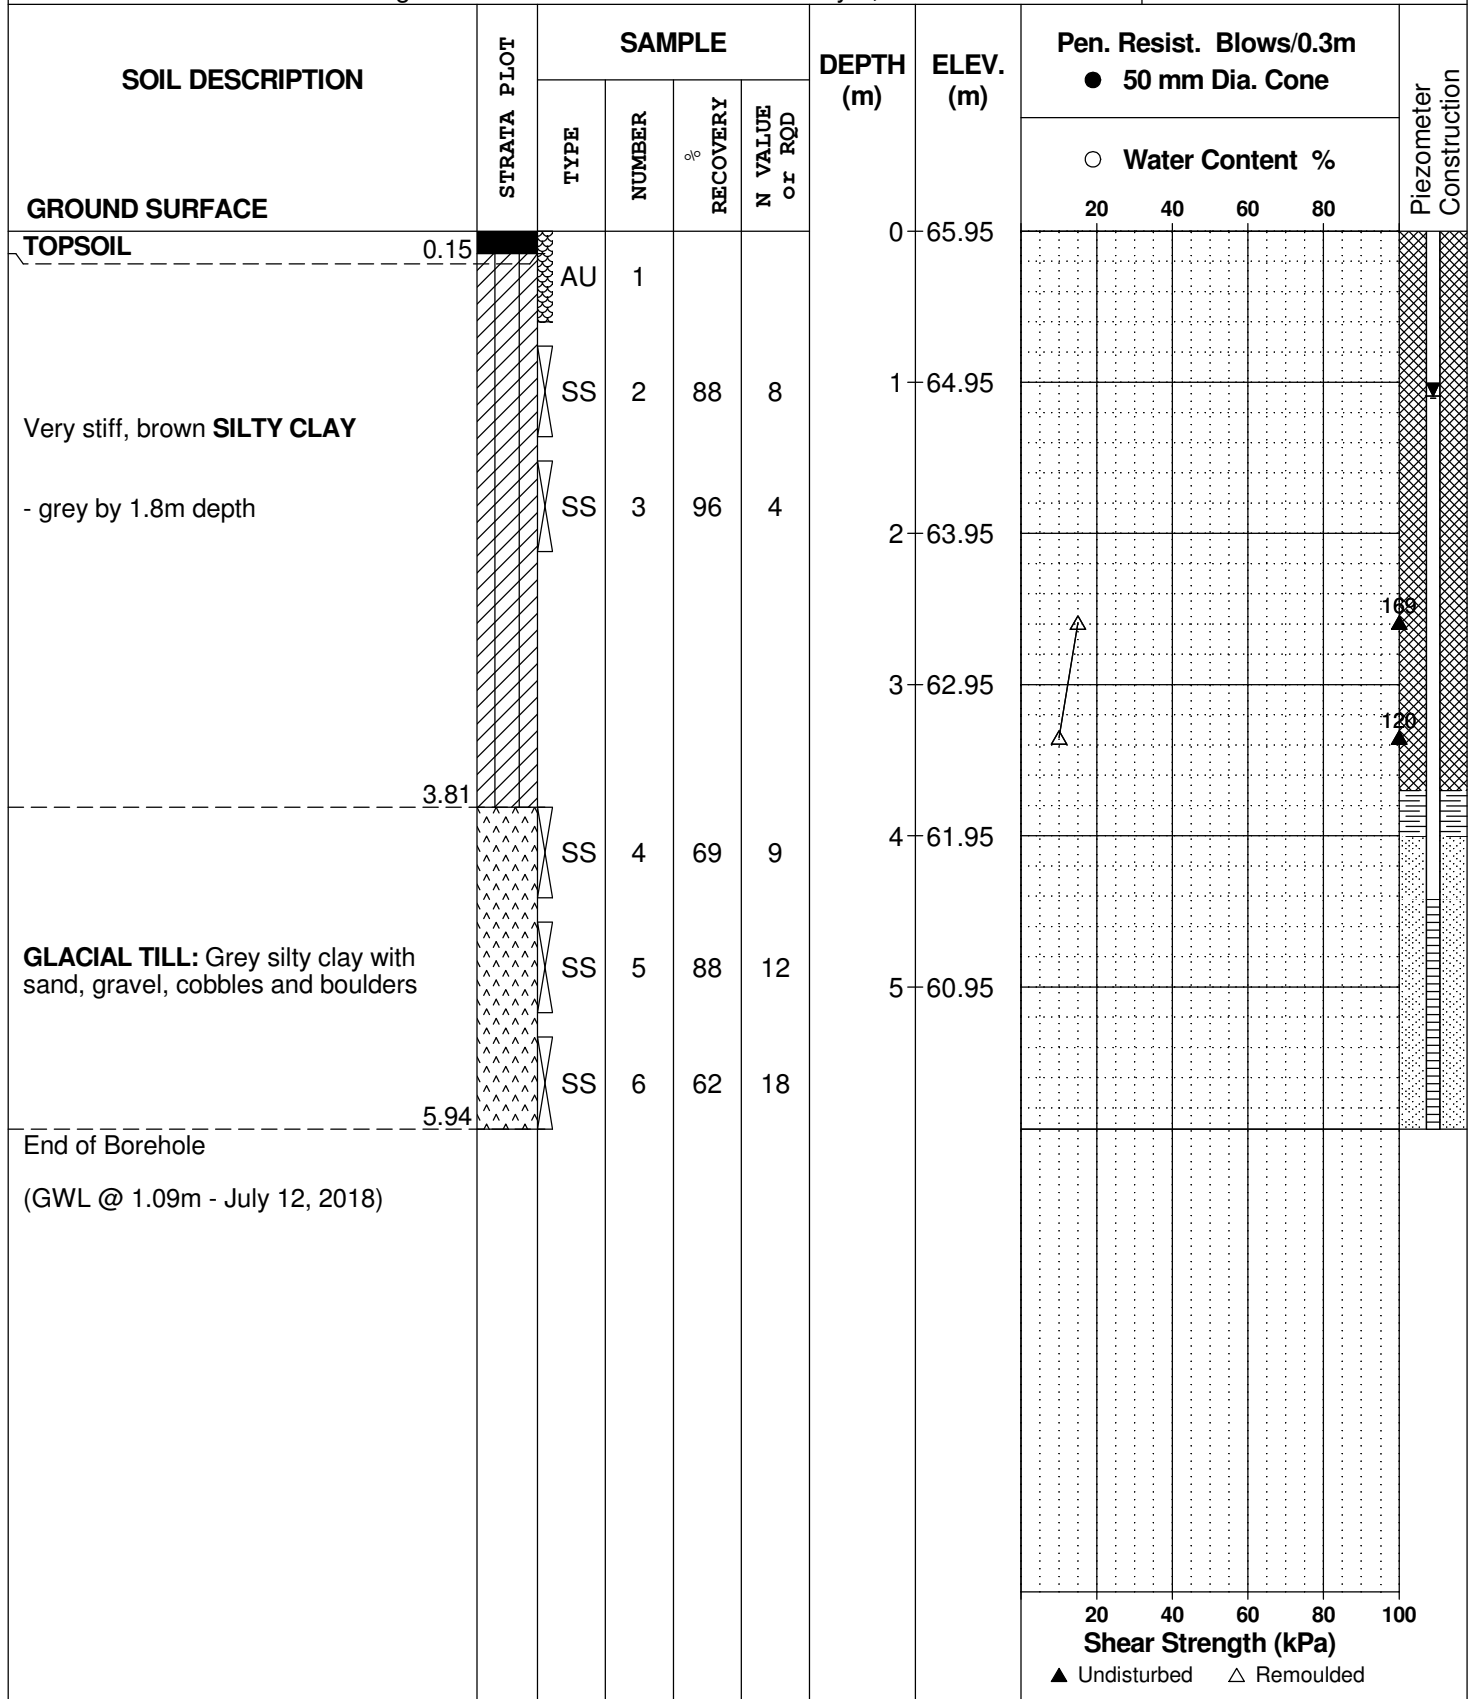 SOIL DESCRIPTION
GROUND SURFACE
STRATA PLOT
SAMPLE
TYPE
NUMBER
% RECOVERY
N VALUE or RQD
DEPTH (m)
ELEV. (m)
Pen. Resist. Blows/0.3m
● 50 mm Dia. Cone
○ Water Content %
20 40 60 80
Piezometer Construction
TOPSOIL 0.15
0 65.95
AU 1
1 64.95
SS 2 88 8
Very stiff, brown SILTY CLAY
- grey by 1.8m depth
SS 3 96 4
2 63.95
169
3 62.95
120
3.81
4 61.95
SS 4 69 9
GLACIAL TILL: Grey silty clay with
sand, gravel, cobbles and boulders
SS 5 88 12
5 60.95
SS 6 62 18
5.94
End of Borehole
(GWL @ 1.09m - July 12, 2018)
20 40 60 80 100
Shear Strength (kPa)
▲ Undisturbed △ Remoulded